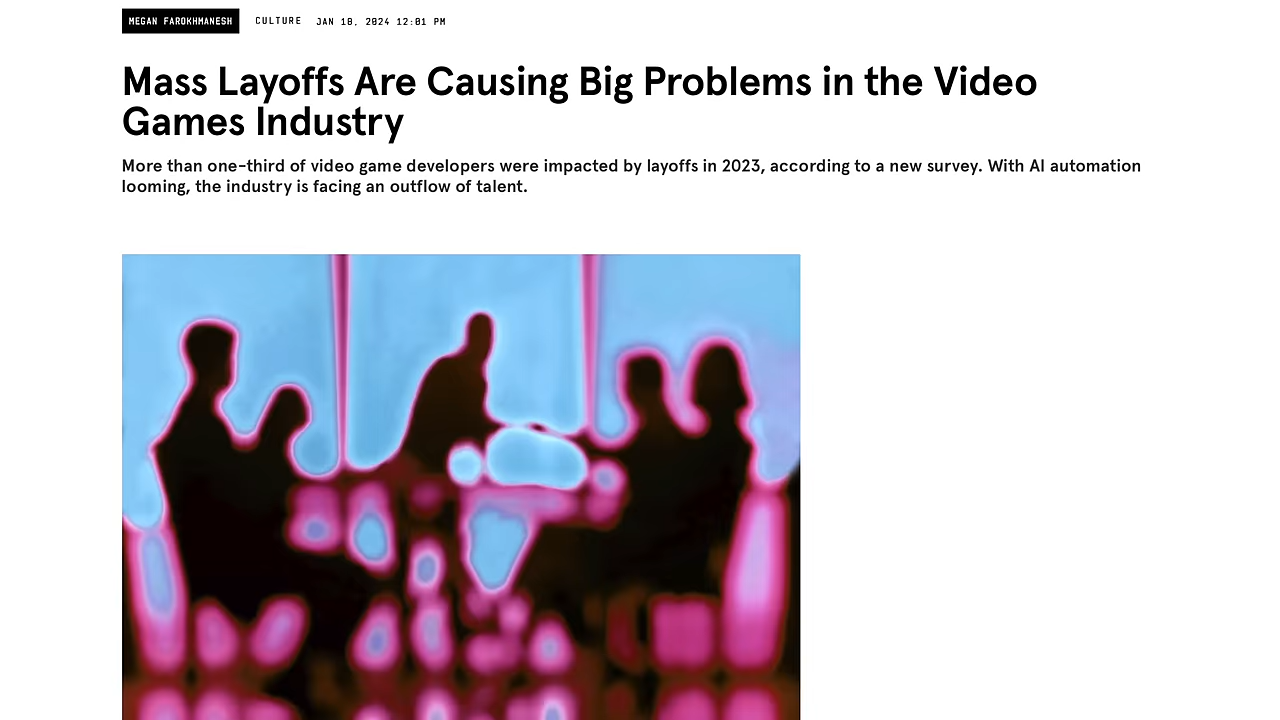 MEGAN FAROKHMANESH CULTURE JAN 18, 2024 12:01 PM
Mass Layoffs Are Causing Big Problems in the Video
Games Industry
More than one-third of video game developers were impacted by layoffs in 2023, according to a new survey. With AI automation
looming, the industry is facing an outflow of talent.